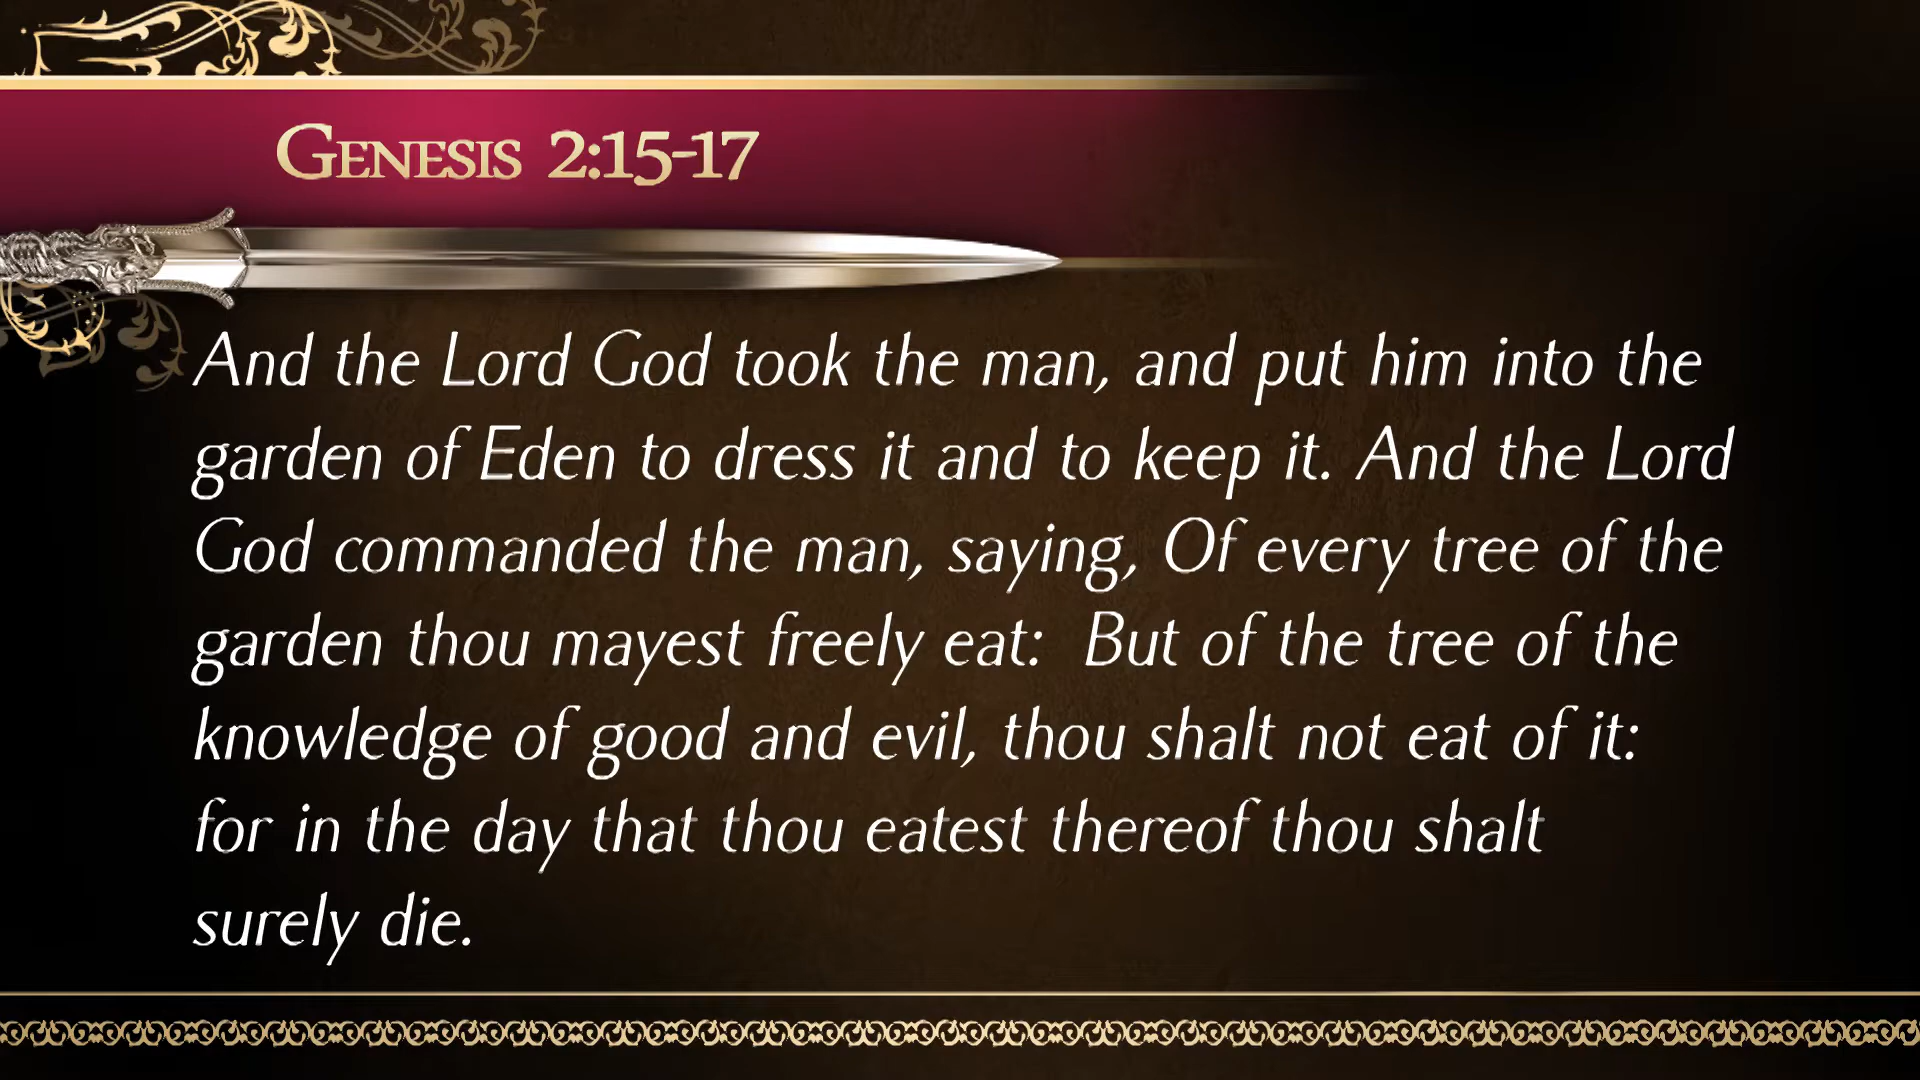 Genesis 2:15-17
And the Lord God took the man, and put him into the
garden of Eden to dress it and to keep it. And the Lord
God commanded the man, saying, Of every tree of the
garden thou mayest freely eat:  But of the tree of the
knowledge of good and evil, thou shalt not eat of it:
for in the day that thou eatest thereof thou shalt
surely die.